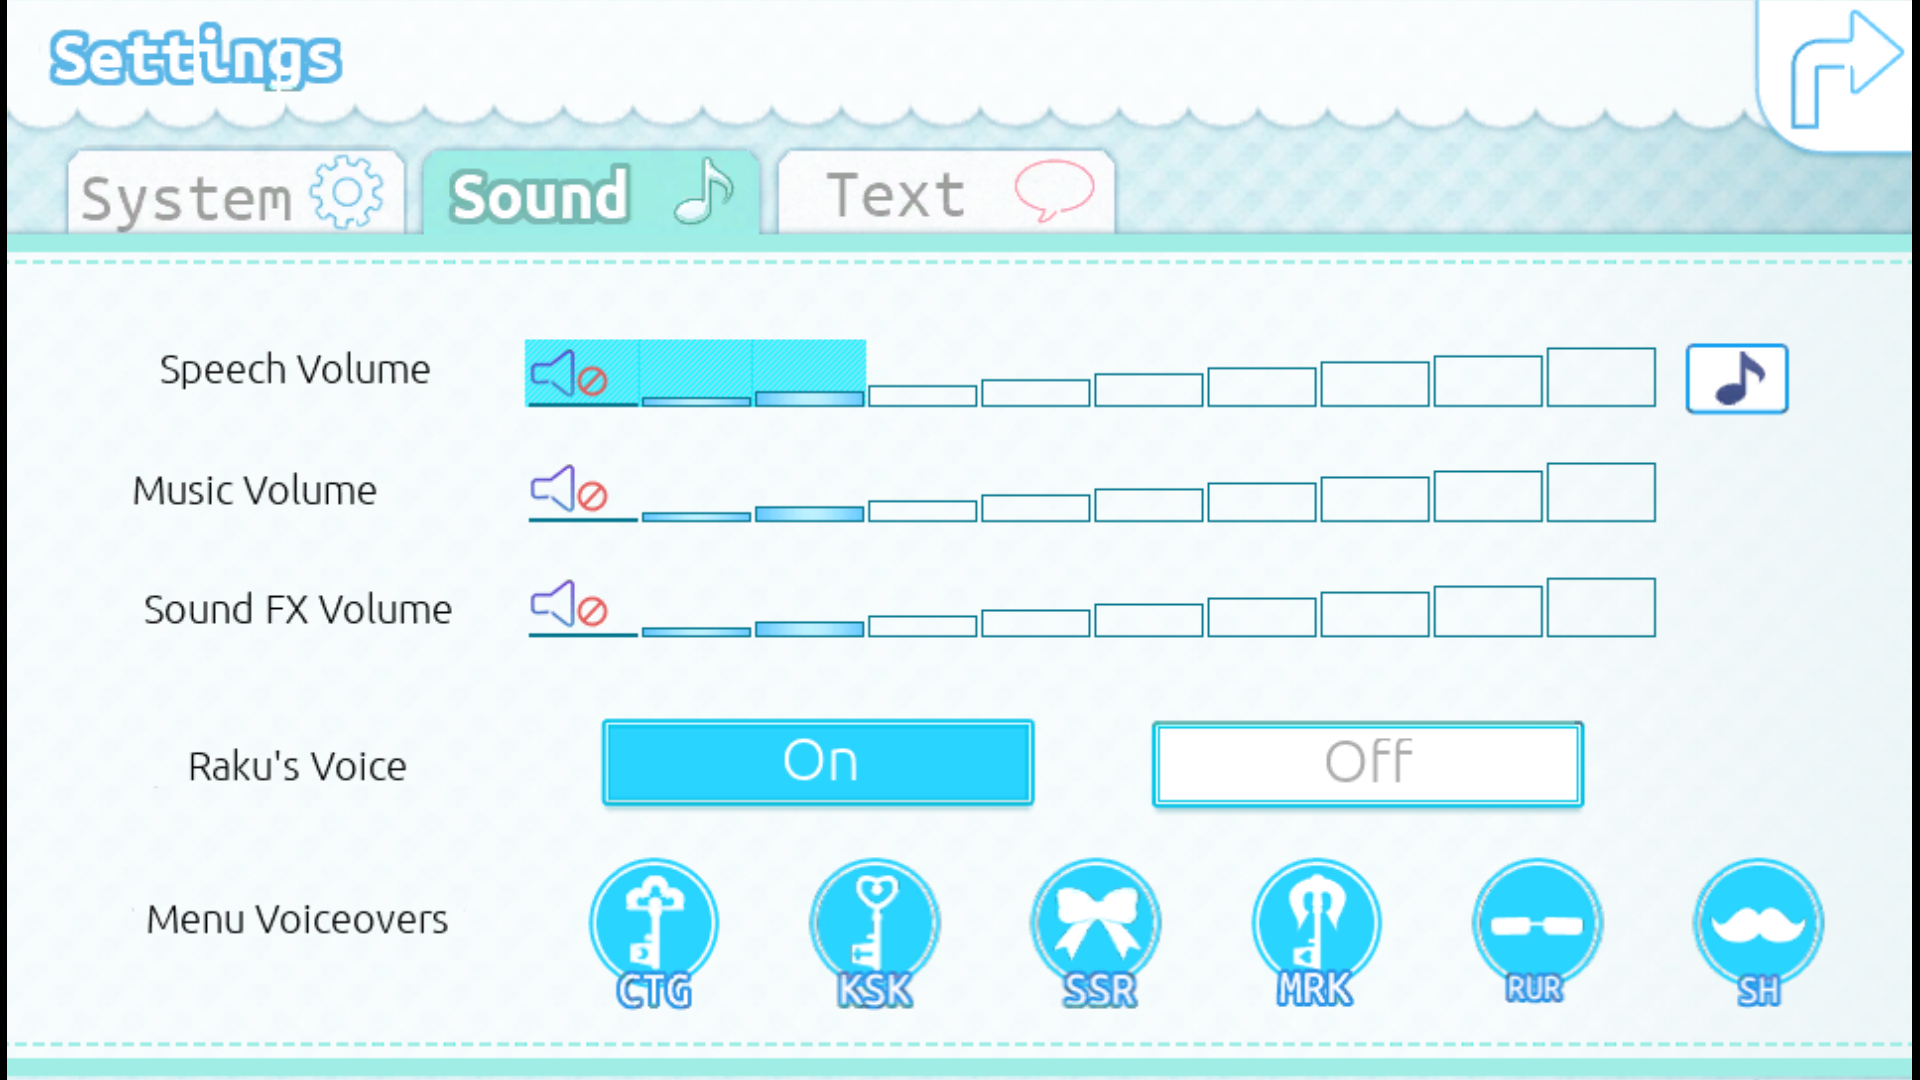 Settings
System
Sound
Text
Speech Volume
Music Volume
Sound FX Volume
Raku's Voice
On
Off
Menu Voiceovers
CTG
KSK
SSR
MRK
RUR
SH